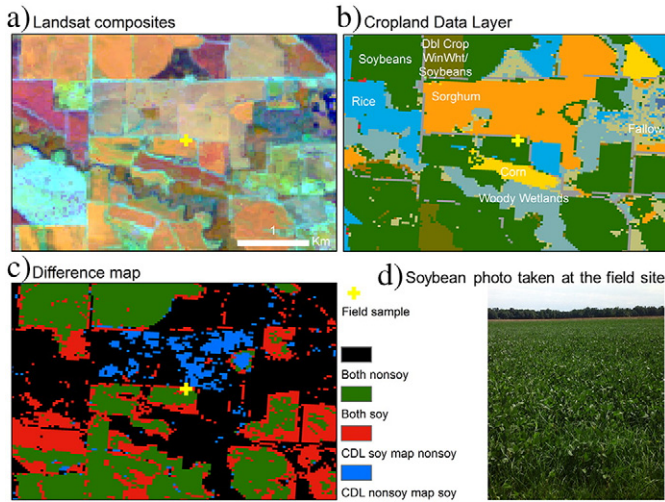 a) Landsat composites
b) Cropland Data Layer
Soybeans
Dbl Crop
WinWht/
Soybeans
Rice
Sorghum
Fallow
Corn
Woody Wetlands
1
Km
c) Difference map
d) Soybean photo taken at the field site
Field sample
Both nonsoy
Both soy
CDL soy map nonsoy
CDL nonsoy map soy